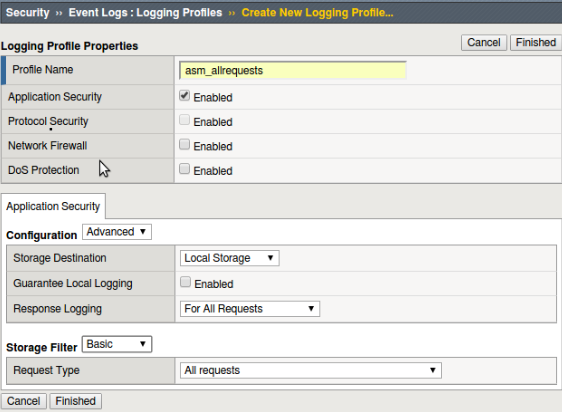 Security ›› Event Logs : Logging Profiles ›› Create New Logging Profile...
Logging Profile Properties Cancel Finished
Profile Name asm_allrequests
Application Security Enabled
Protocol Security Enabled
Network Firewall Enabled
DoS Protection Enabled
Application Security
Configuration Advanced
Storage Destination Local Storage
Guarantee Local Logging Enabled
Response Logging For All Requests
Storage Filter Basic
Request Type All requests
Cancel Finished